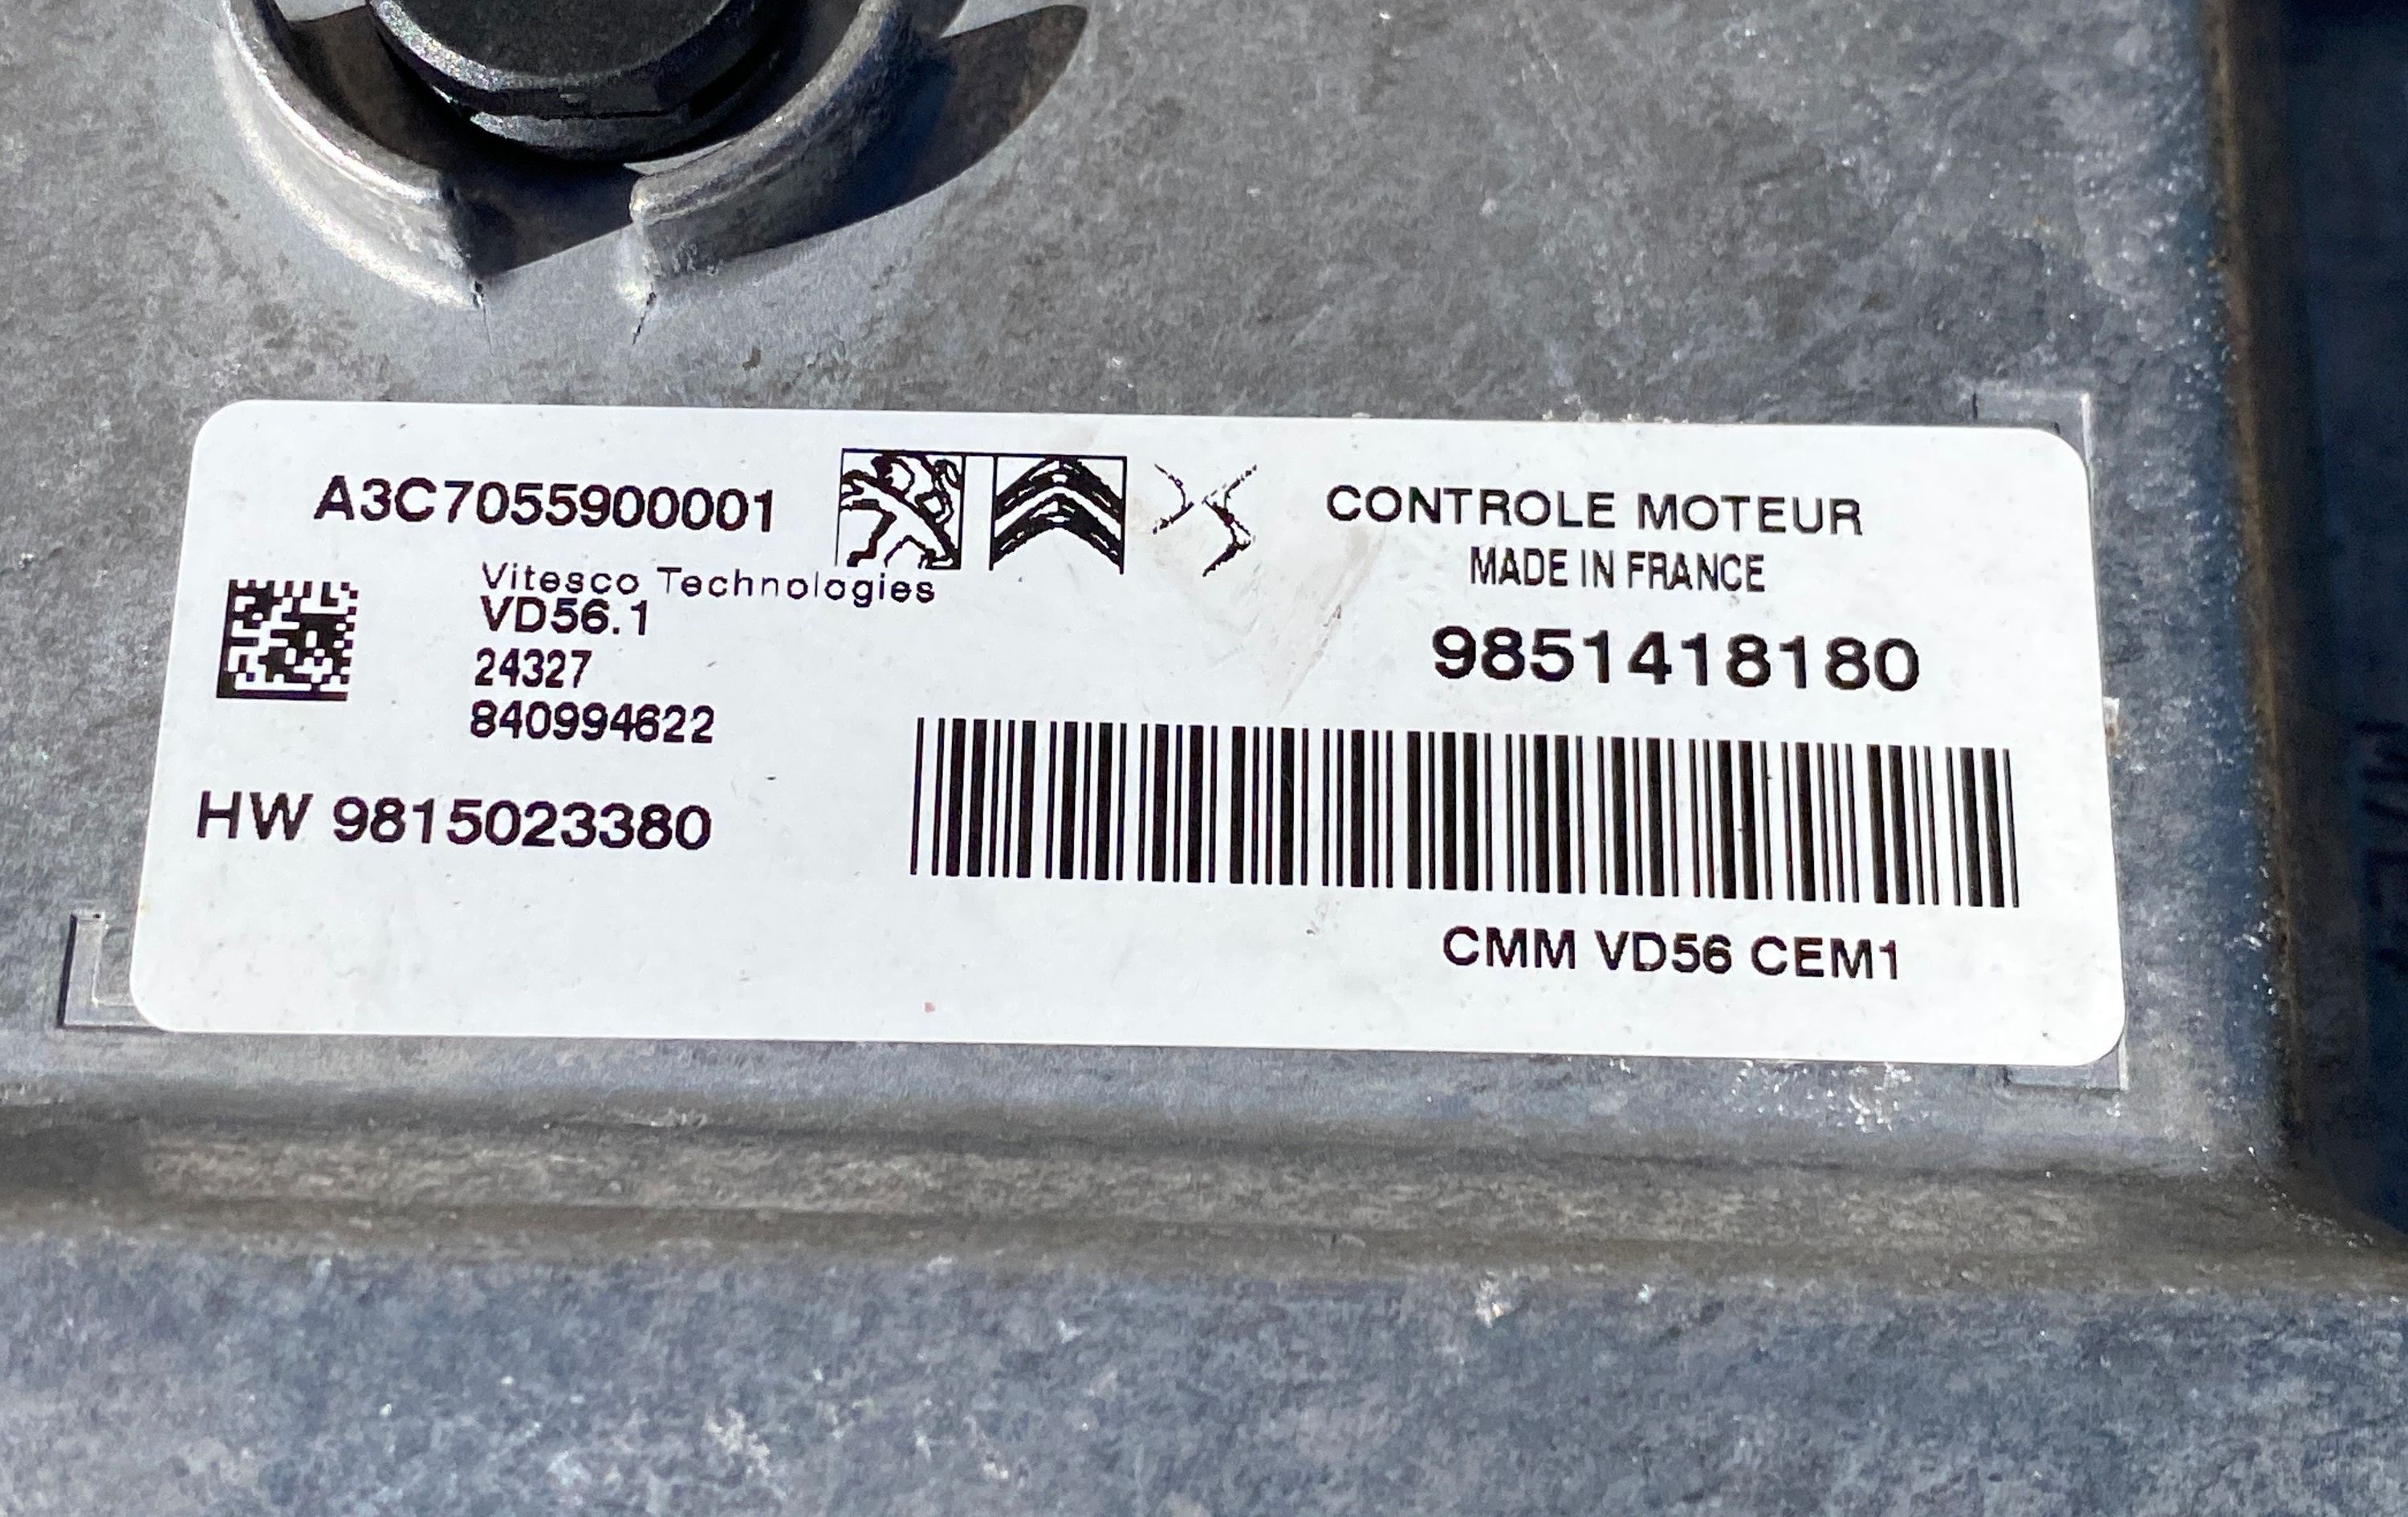 A3C7055900001
Vitesco Technologies
VD56.1
24327
840994622
HW 9815023380
CONTROLE MOTEUR
MADE IN FRANCE
9851418180
CMM VD56 CEM1